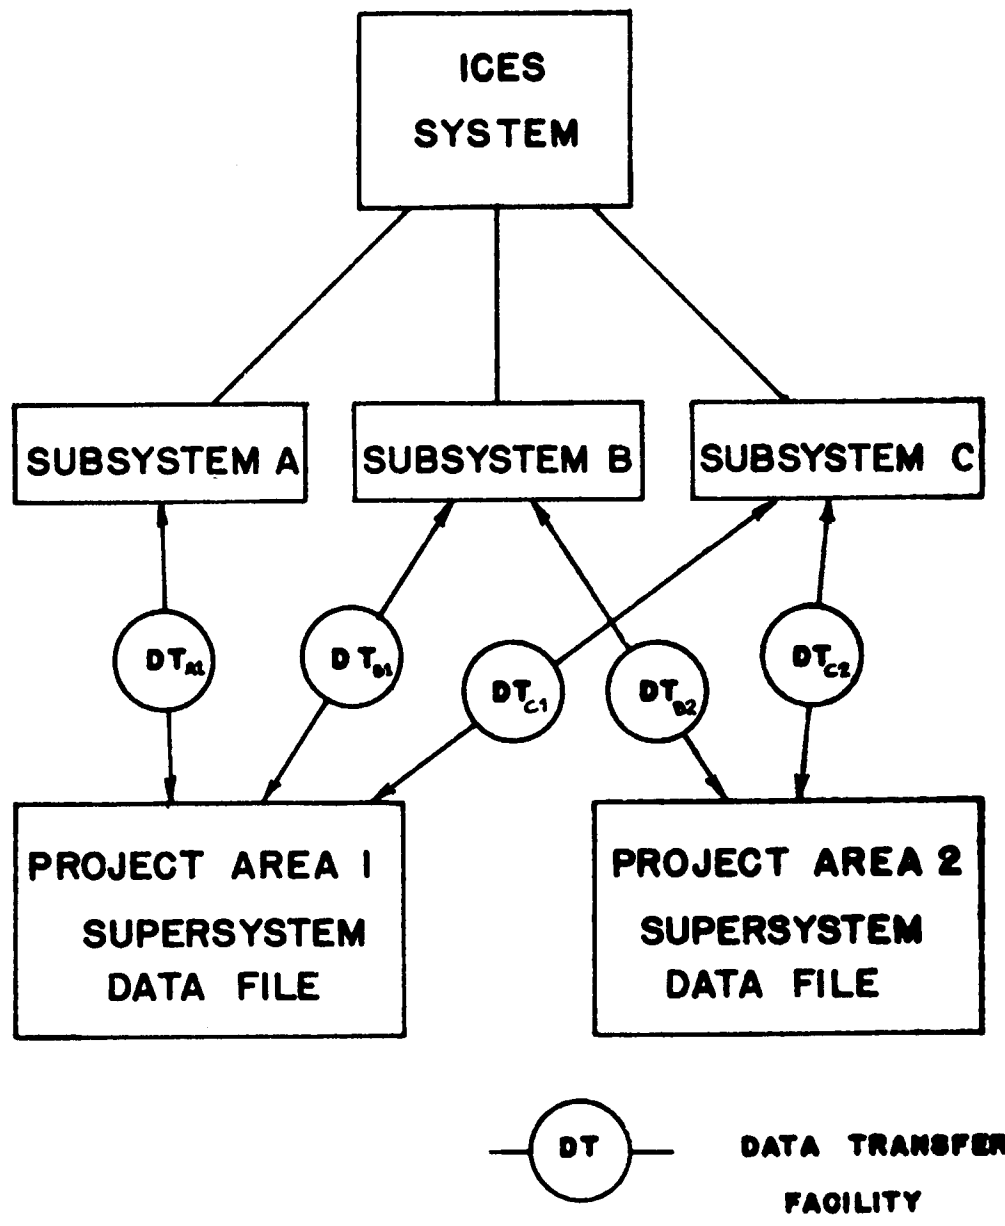 ICES
SYSTEM
SUBSYSTEM A
SUBSYSTEM B
SUBSYSTEM C
DTA1
DTB1
DTC1
DTB2
DTC2
PROJECT AREA 1
SUPERSYSTEM
DATA FILE
PROJECT AREA 2
SUPERSYSTEM
DATA FILE
DT
DATA TRANSFER
FACILITY